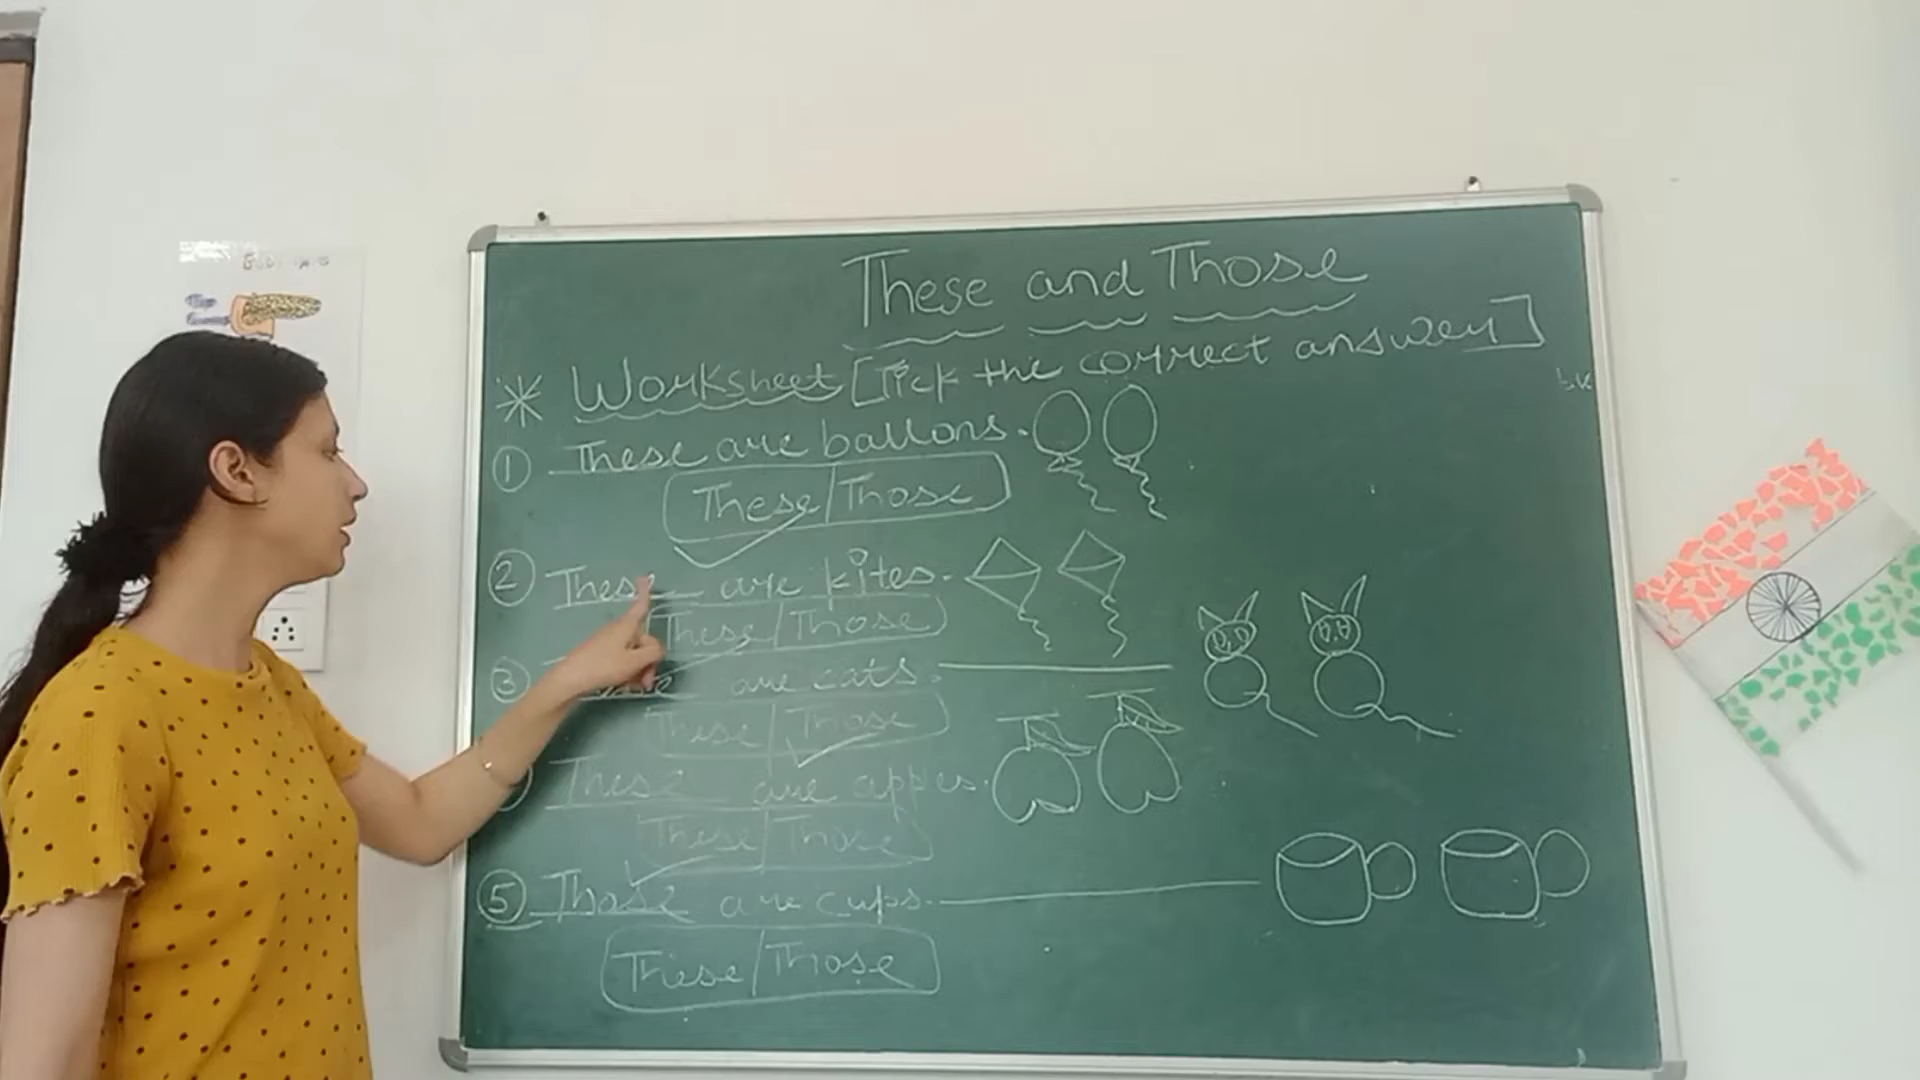 These and Those
* Worksheet [Tick the correct answer]
① These are ballons.
These/Those
② These are kites.
These/Those
③ are cats.
These/Those
These are apples.
These/Those
⑤ Those are cups.
These/Those